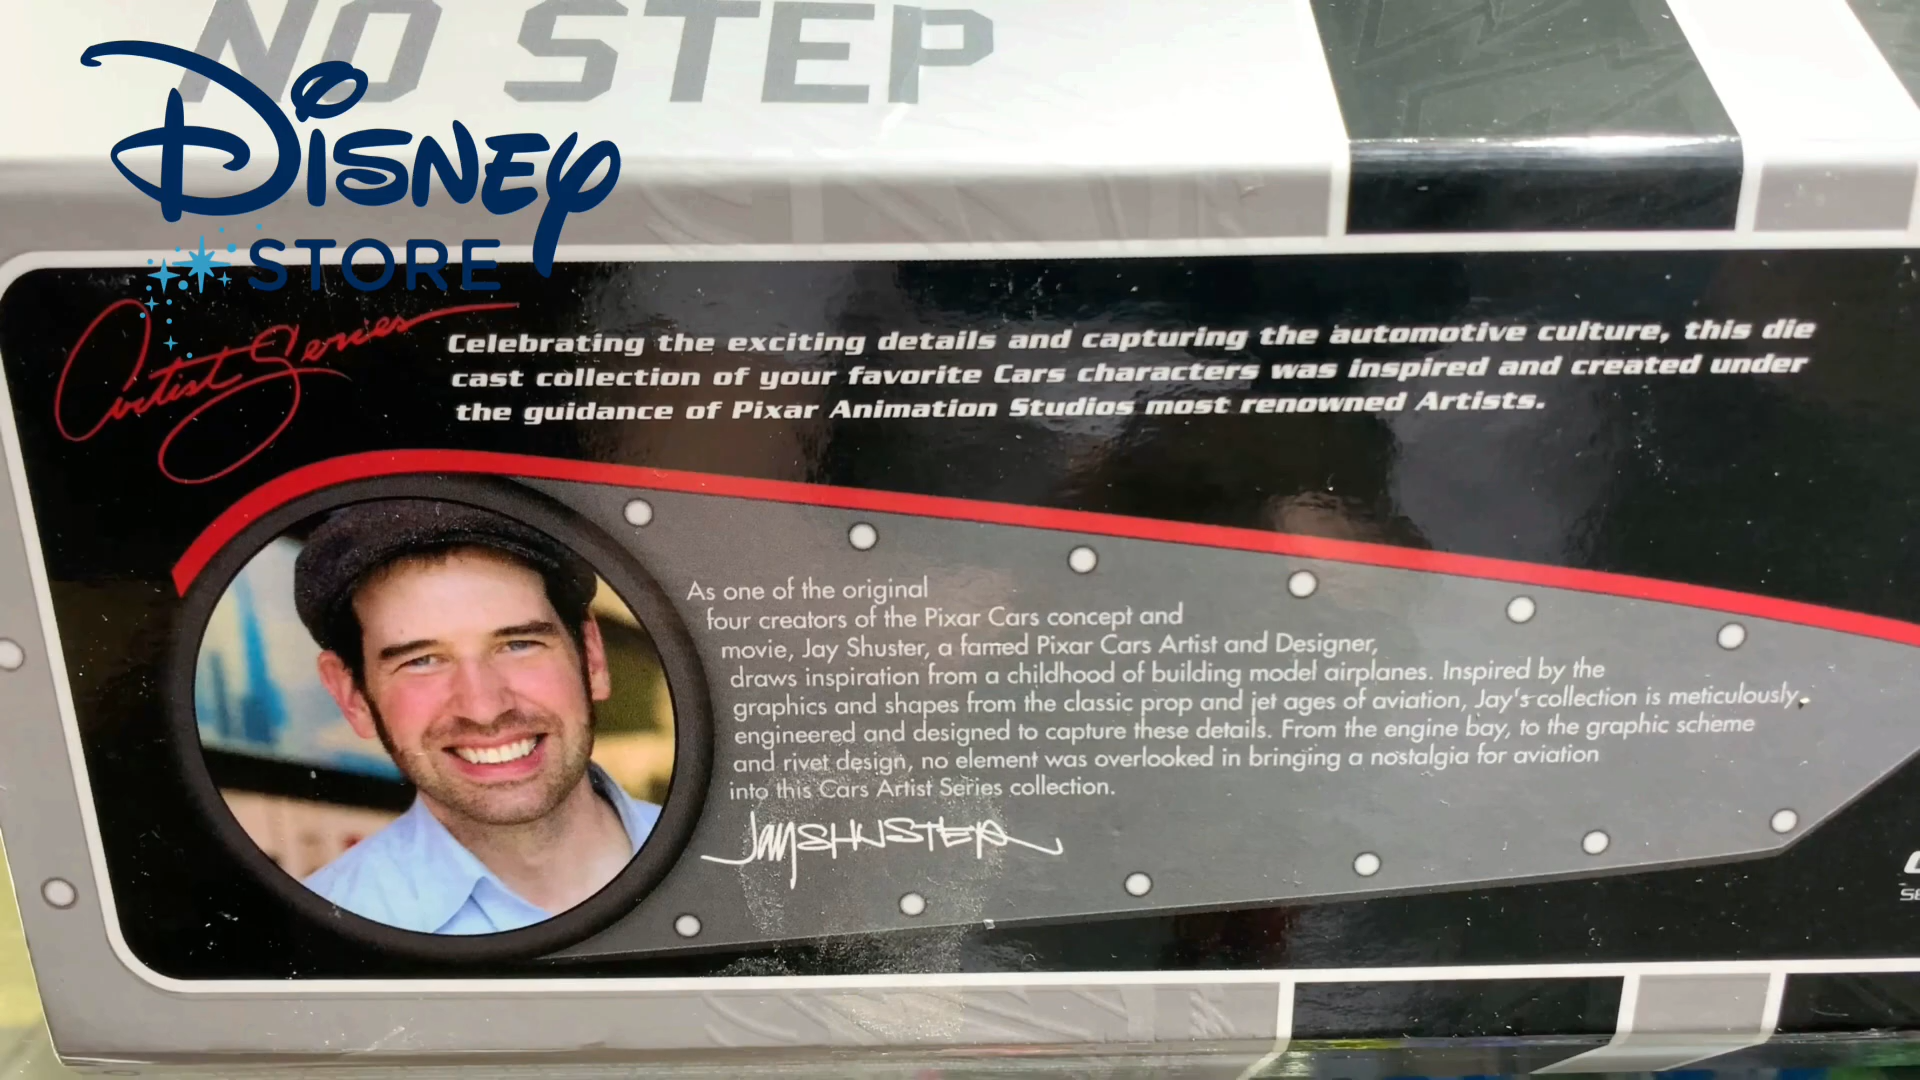 NO STEP
Disney
STORE
Artist Series
Celebrating the exciting details and capturing the automotive culture, this die
cast collection of your favorite Cars characters was inspired and created under
the guidance of Pixar Animation Studios most renowned Artists.
As one of the original
four creators of the Pixar Cars concept and
movie, Jay Shuster, a famed Pixar Cars Artist and Designer,
draws inspiration from a childhood of building model airplanes. Inspired by the
graphics and shapes from the classic prop and jet ages of aviation, Jay's collection is meticulously
engineered and designed to capture these details. From the engine bay, to the graphic scheme
and rivet design, no element was overlooked in bringing a nostalgia for aviation
into this Cars Artist Series collection.
JAY SHUSTER